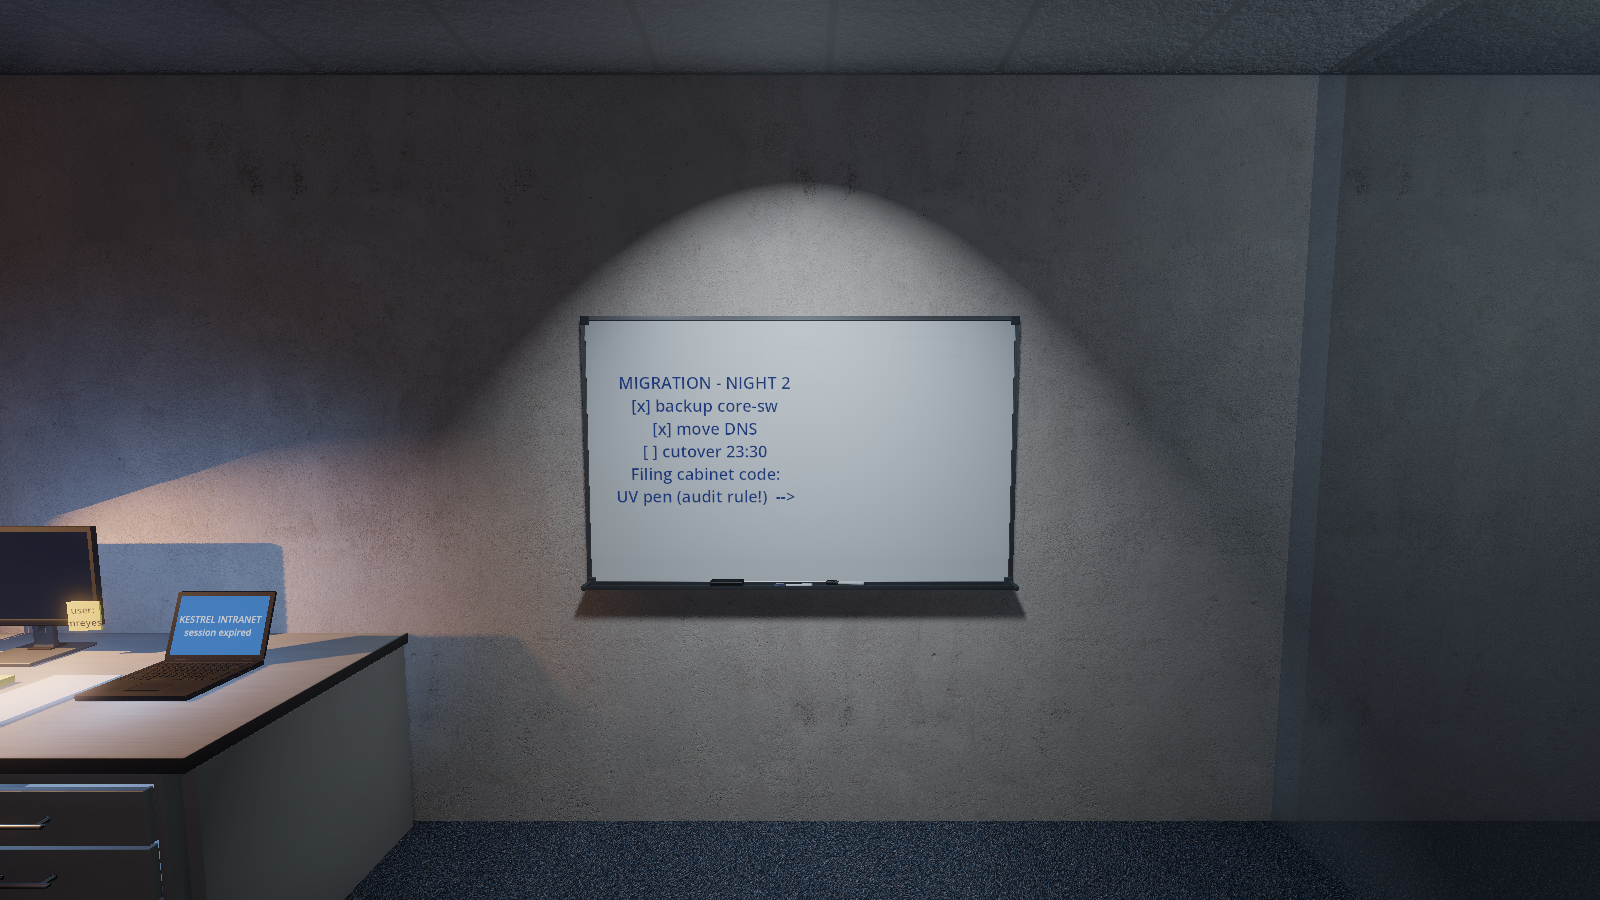 MIGRATION - NIGHT 2
[x] backup core-sw
[x] move DNS
[ ] cutover 23:30
Filing cabinet code:
UV pen (audit rule!) -->
user:
mreyes
KESTREL INTRANET
session expired